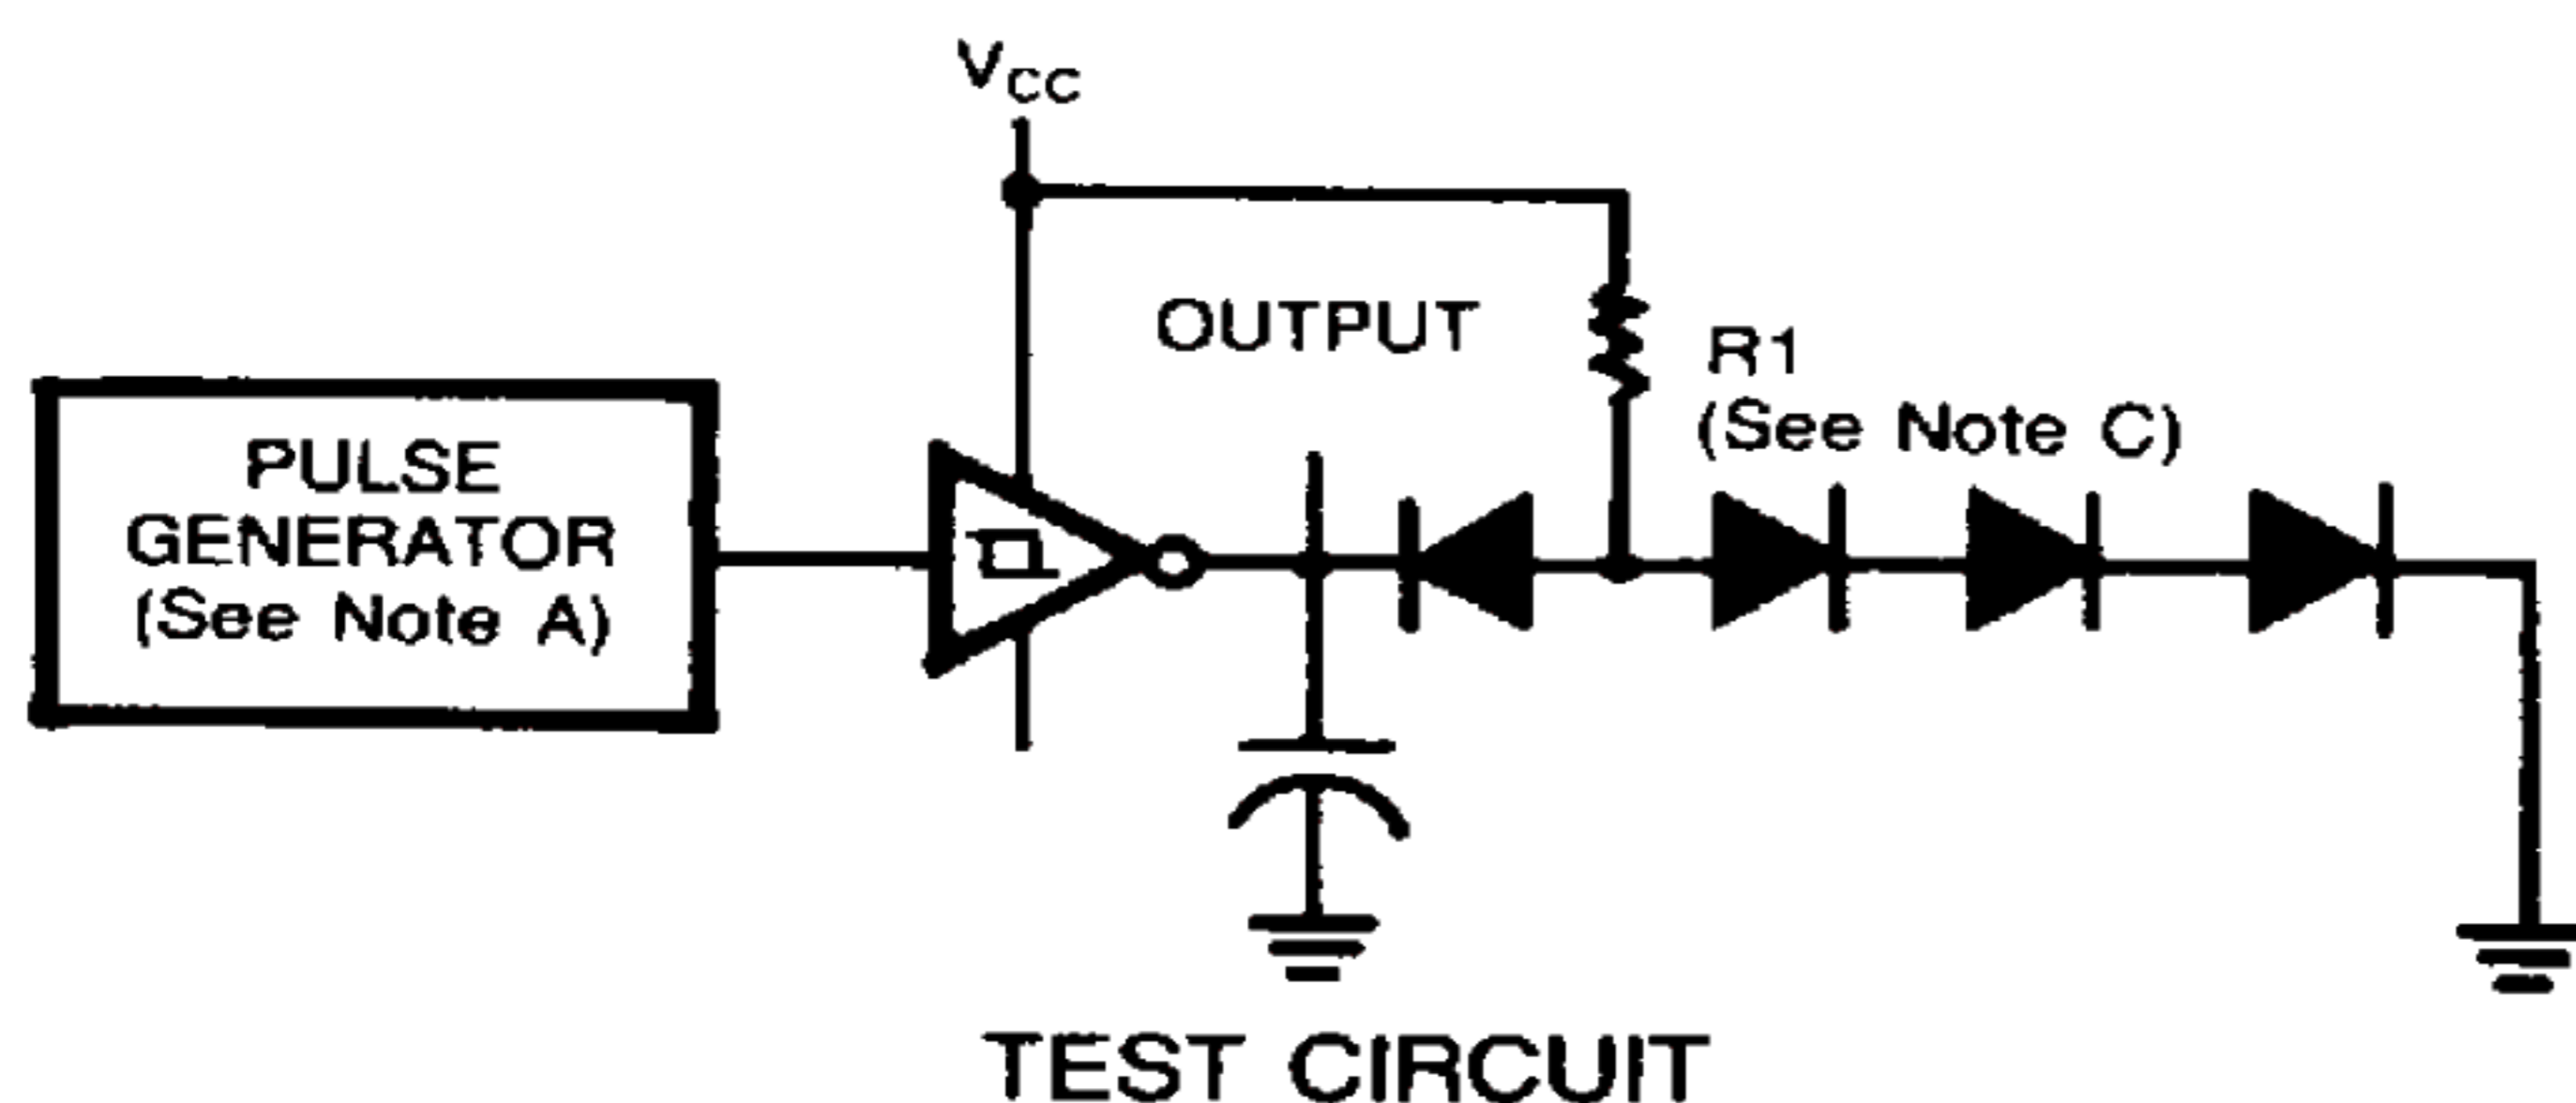 VCC
OUTPUT
R1
(See Note C)
PULSE
GENERATOR
(See Note A)
TEST CIRCUIT